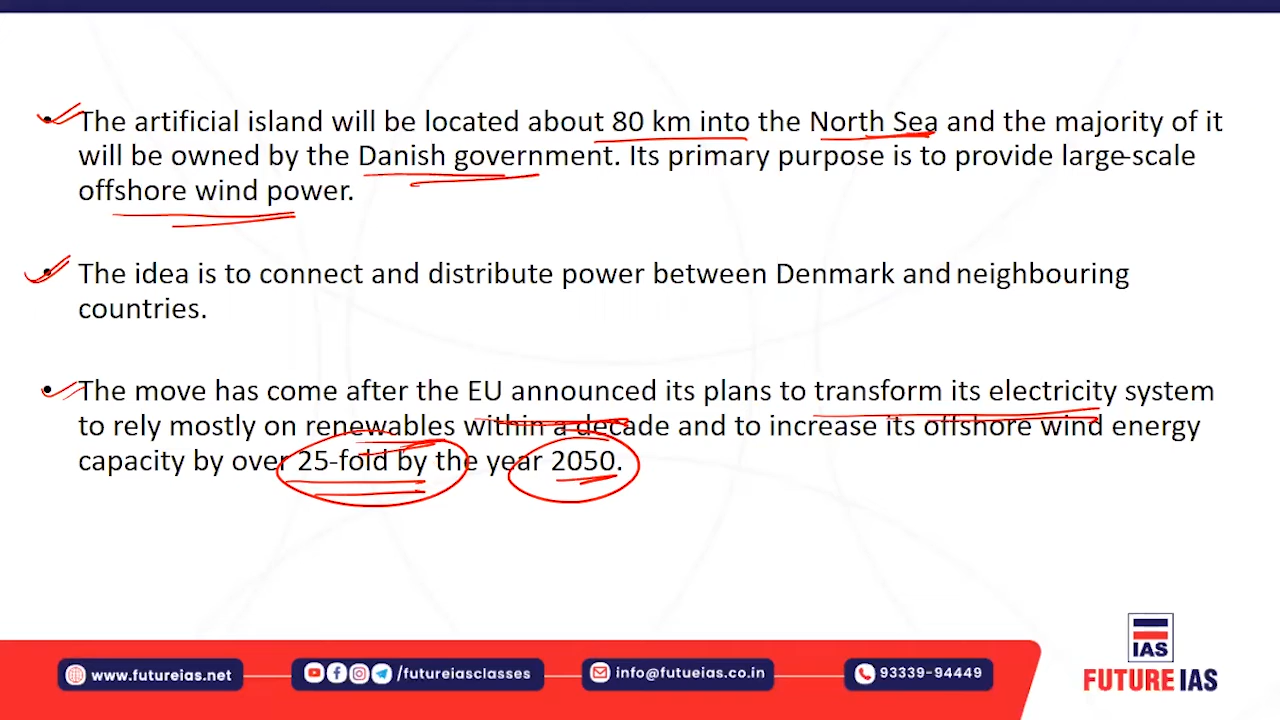 • The artificial island will be located about 80 km into the North Sea and the majority of it
will be owned by the Danish government. Its primary purpose is to provide large-scale
offshore wind power.
• The idea is to connect and distribute power between Denmark and neighbouring
countries.
• The move has come after the EU announced its plans to transform its electricity system
to rely mostly on renewables within a decade and to increase its offshore wind energy
capacity by over 25-fold by the year 2050.
www.futureias.net
/futureiasclasses
info@futueias.co.in
93339-94449
IAS
FUTURE IAS